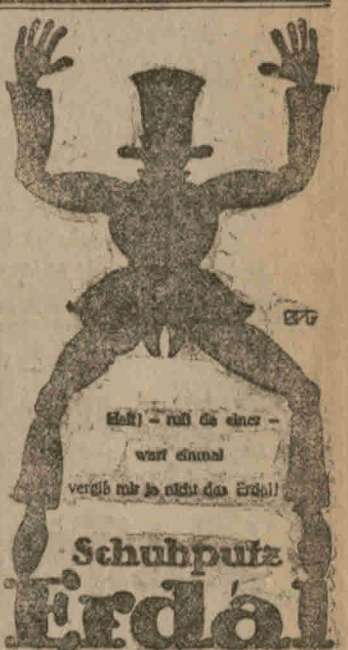 Halt! – ruft da einer –
wart einmal
vergiß mir ja nicht das Erdal!
Schuhputz
Erdal